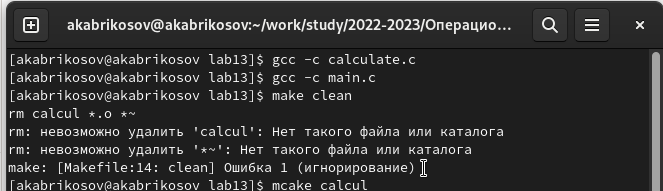 akabrikosov@akabrikosov:~/work/study/2022-2023/Операцио...
[akabrikosov@akabrikosov lab13]$ gcc -c calculate.c
[akabrikosov@akabrikosov lab13]$ gcc -c main.c
[akabrikosov@akabrikosov lab13]$ make clean
rm calcul *.o *~
rm: невозможно удалить 'calcul': Нет такого файла или каталога
rm: невозможно удалить '*~': Нет такого файла или каталога
make: [Makefile:14: clean] Ошибка 1 (игнорирование)
[akabrikosov@akabrikosov lab13]$ mcake calcul